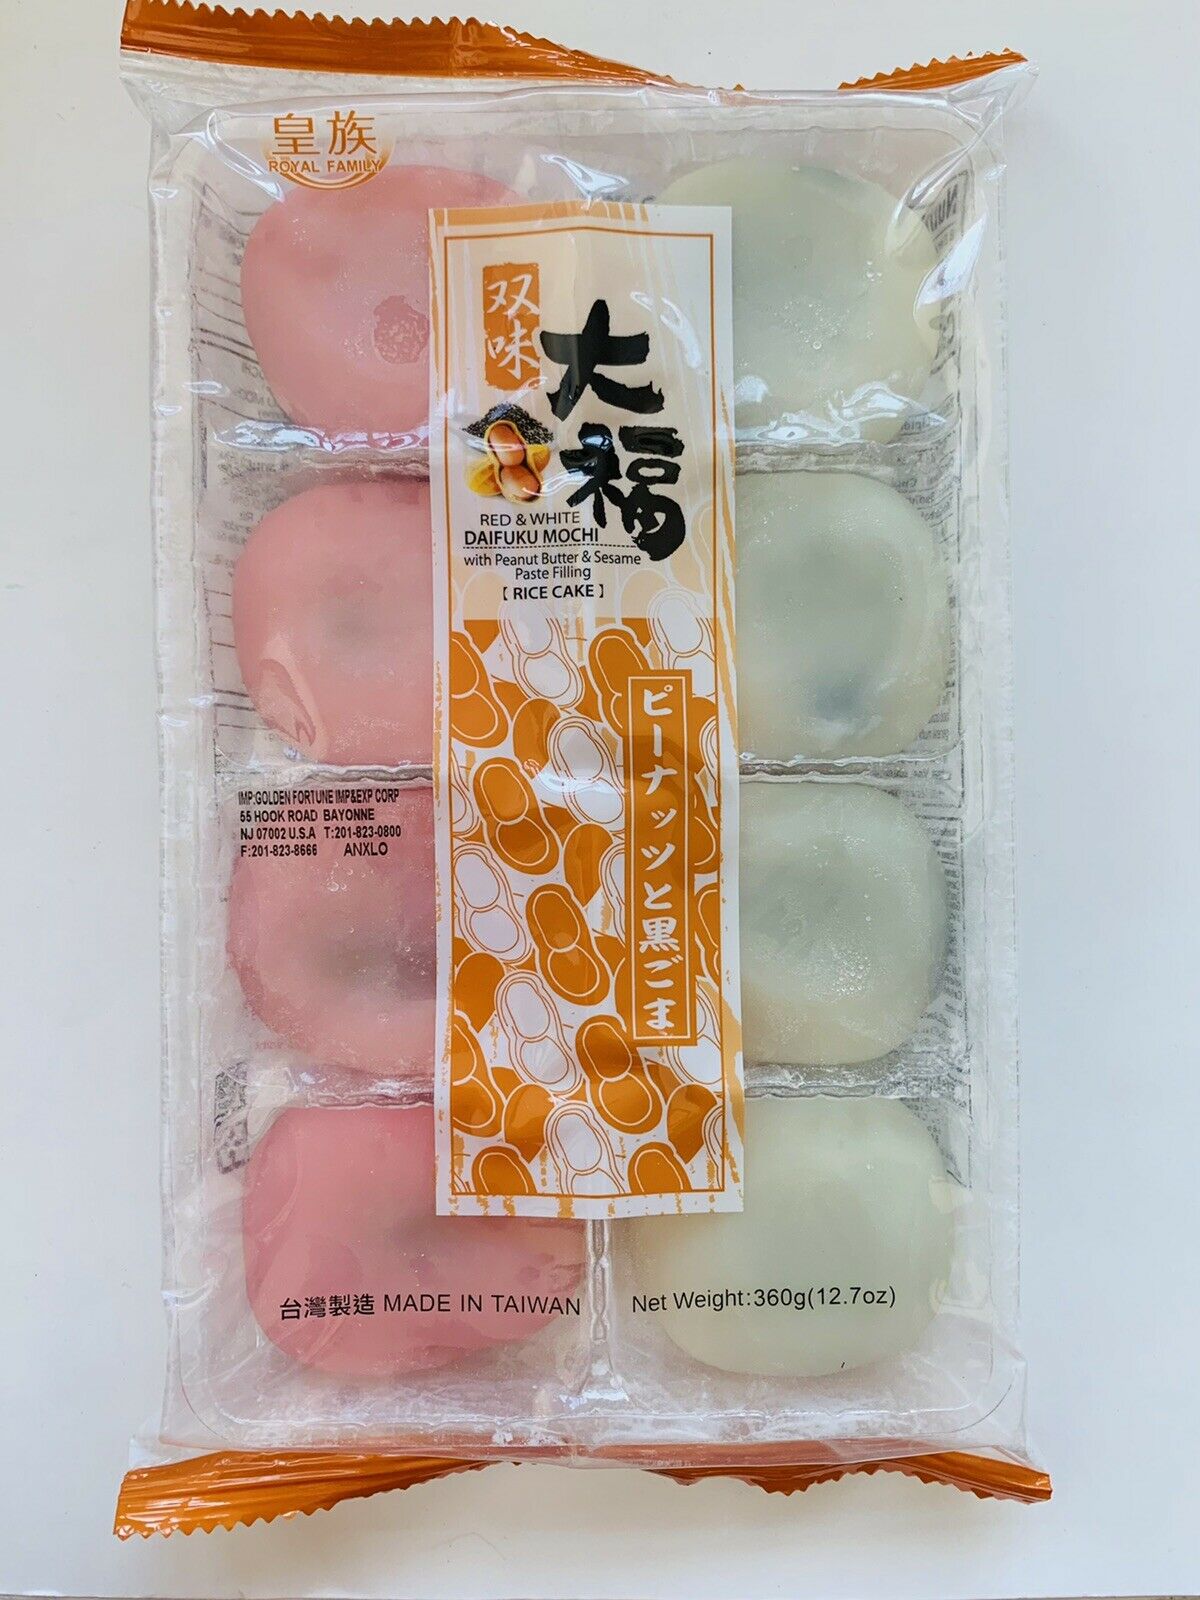 皇族
ROYAL FAMILY
双味
大福
RED & WHITE
DAIFUKU MOCHI
with Peanut Butter & Sesame
Paste Filling
【 RICE CAKE 】
ピーナッツと黒ごま
IMP:GOLDEN FORTUNE IMP&EXP CORP
55 HOOK ROAD BAYONNE
NJ 07002 U.S.A T:201-823-0800
F:201-823-8666 ANXLO
台灣製造 MADE IN TAIWAN
Net Weight:360g(12.7oz)